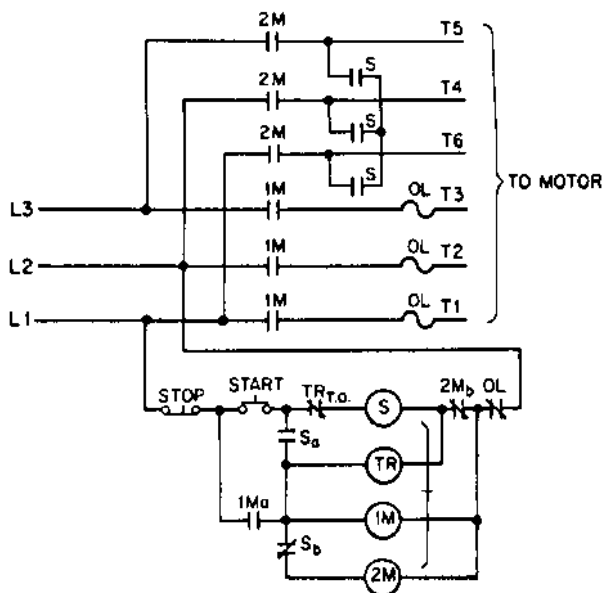 2M T5
S
2M T4
S
2M T6
S
TO MOTOR
1M OL T3
L3
1M OL T2
L2
1M OL T1
L1
STOP START TR T.O. S 2Mb OL
Sa
TR
1Ma 1M
Sb
2M